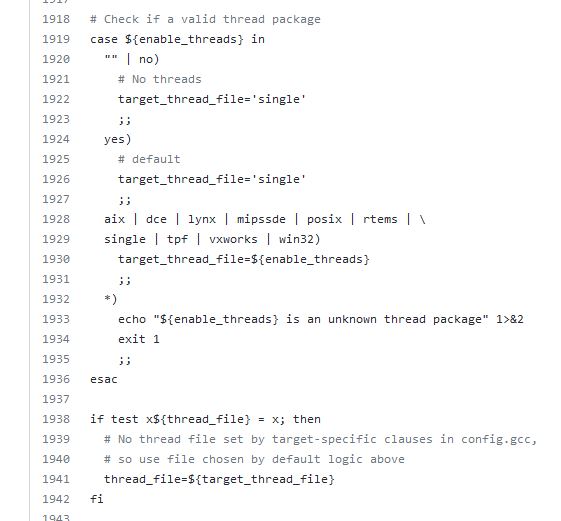 1917
1918 # Check if a valid thread package
1919 case ${enable_threads} in
1920 "" | no)
1921 # No threads
1922 target_thread_file='single'
1923 ;;
1924 yes)
1925 # default
1926 target_thread_file='single'
1927 ;;
1928 aix | dce | lynx | mipssde | posix | rtems | \
1929 single | tpf | vxworks | win32)
1930 target_thread_file=${enable_threads}
1931 ;;
1932 *)
1933 echo "${enable_threads} is an unknown thread package" 1>&2
1934 exit 1
1935 ;;
1936 esac
1937
1938 if test x${thread_file} = x; then
1939 # No thread file set by target-specific clauses in config.gcc,
1940 # so use file chosen by default logic above
1941 thread_file=${target_thread_file}
1942 fi
1943